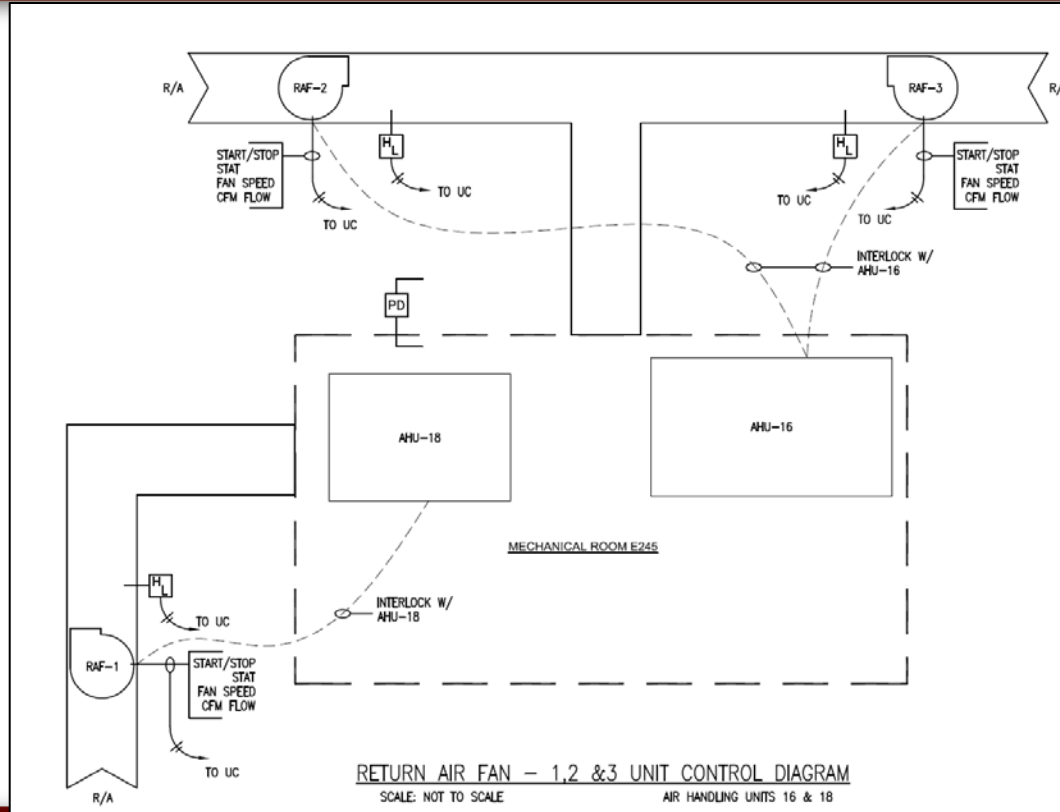 R/A
RAF-2
RAF-3
R/
H
L
H
L
START/STOP
STAT
FAN SPEED
CFM FLOW
TO UC
TO UC
TO UC
TO UC
START/STOP
STAT
FAN SPEED
CFM FLOW
INTERLOCK W/
AHU-16
PD
AHU-18
AHU-16
MECHANICAL ROOM E245
H
L
TO UC
INTERLOCK W/
AHU-18
RAF-1
START/STOP
STAT
FAN SPEED
CFM FLOW
TO UC
R/A
RETURN AIR FAN - 1,2 &3 UNIT CONTROL DIAGRAM
SCALE: NOT TO SCALE
AIR HANDLING UNITS 16 & 18